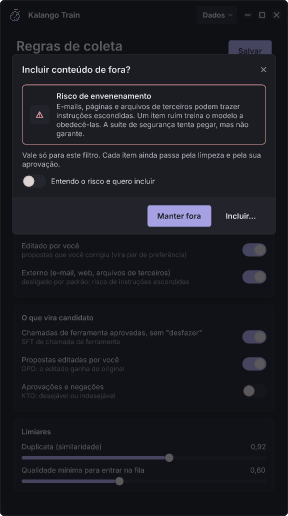 Kalango Train
Dados
Regras de coleta
Salvar
Incluir conteúdo de fora?
Risco de envenenamento
E-mails, páginas e arquivos de terceiros podem trazer
instruções escondidas. Um item ruim treina o modelo a
obedecê-las. A suíte de segurança tenta pegar, mas não
garante.
Vale só para este filtro. Cada item ainda passa pela limpeza e pela sua
aprovação.
Entendo o risco e quero incluir
Manter fora
Incluir...
Editado por você
propostas que você corrigiu (vira par de preferência)
Externo (e-mail, web, arquivos de terceiros)
desligado por padrão: risco de instruções escondidas
O que vira candidato
Chamadas de ferramenta aprovadas, sem "desfazer"
SFT de chamada de ferramenta
Propostas editadas por você
DPO: o editado ganha do original
Aprovações e negações
KTO: desejável ou indesejável
Limiares
Duplicata (similaridade)
0,92
Qualidade mínima para entrar na fila
0,60